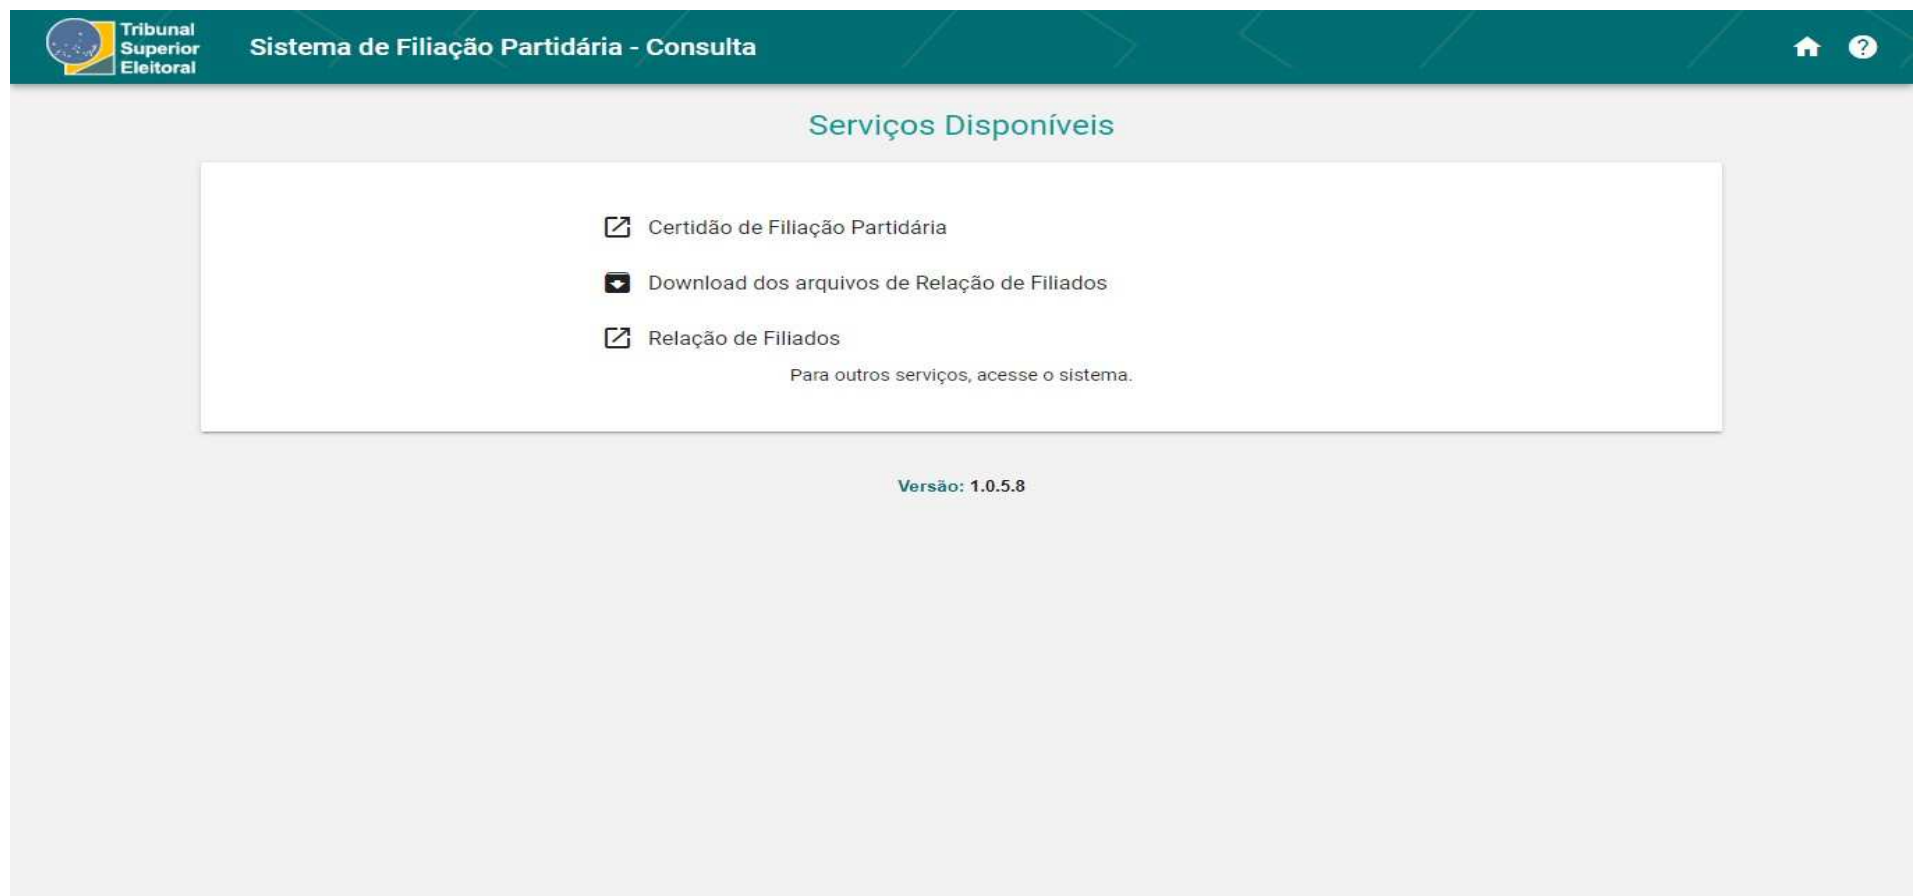 Tribunal
Superior
Eleitoral
Sistema de Filiação Partidária - Consulta
Serviços Disponíveis
Certidão de Filiação Partidária
Download dos arquivos de Relação de Filiados
Relação de Filiados
Para outros serviços, acesse o sistema.
Versão: 1.0.5.8